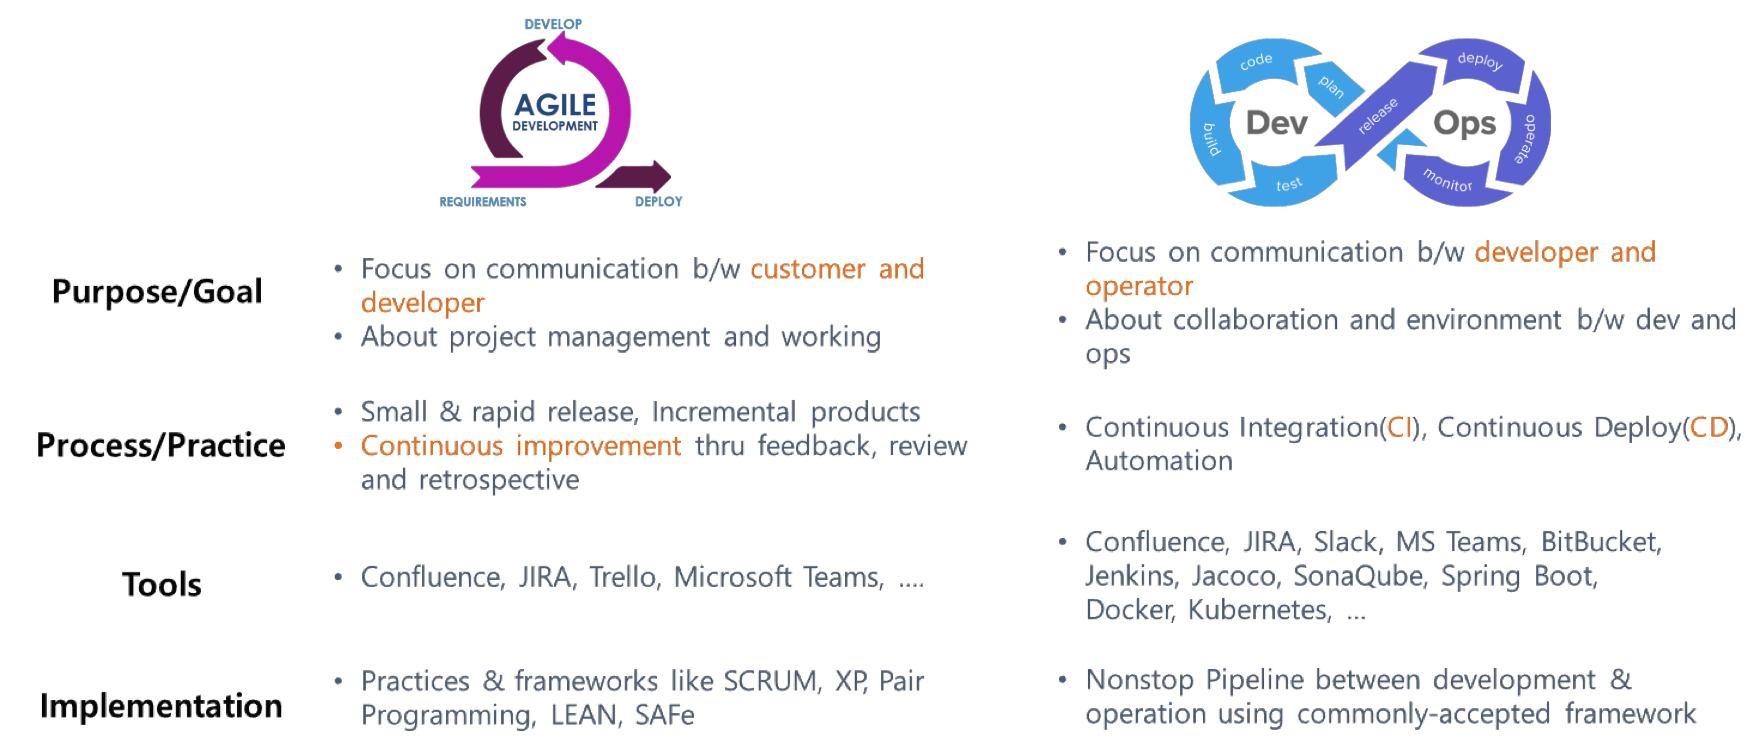 DEVELOP
AGILE
DEVELOPMENT
REQUIREMENTS
DEPLOY
code
plan
build
test
Dev
release
Ops
deploy
operate
monitor
Purpose/Goal
• Focus on communication b/w customer and
developer
• About project management and working
• Focus on communication b/w developer and
operator
• About collaboration and environment b/w dev and
ops
Process/Practice
• Small & rapid release, Incremental products
• Continuous improvement thru feedback, review
and retrospective
• Continuous Integration(CI), Continuous Deploy(CD),
Automation
Tools
• Confluence, JIRA, Trello, Microsoft Teams, ....
• Confluence, JIRA, Slack, MS Teams, BitBucket,
Jenkins, Jacoco, SonaQube, Spring Boot,
Docker, Kubernetes, ...
Implementation
• Practices & frameworks like SCRUM, XP, Pair
Programming, LEAN, SAFe
• Nonstop Pipeline between development &
operation using commonly-accepted framework